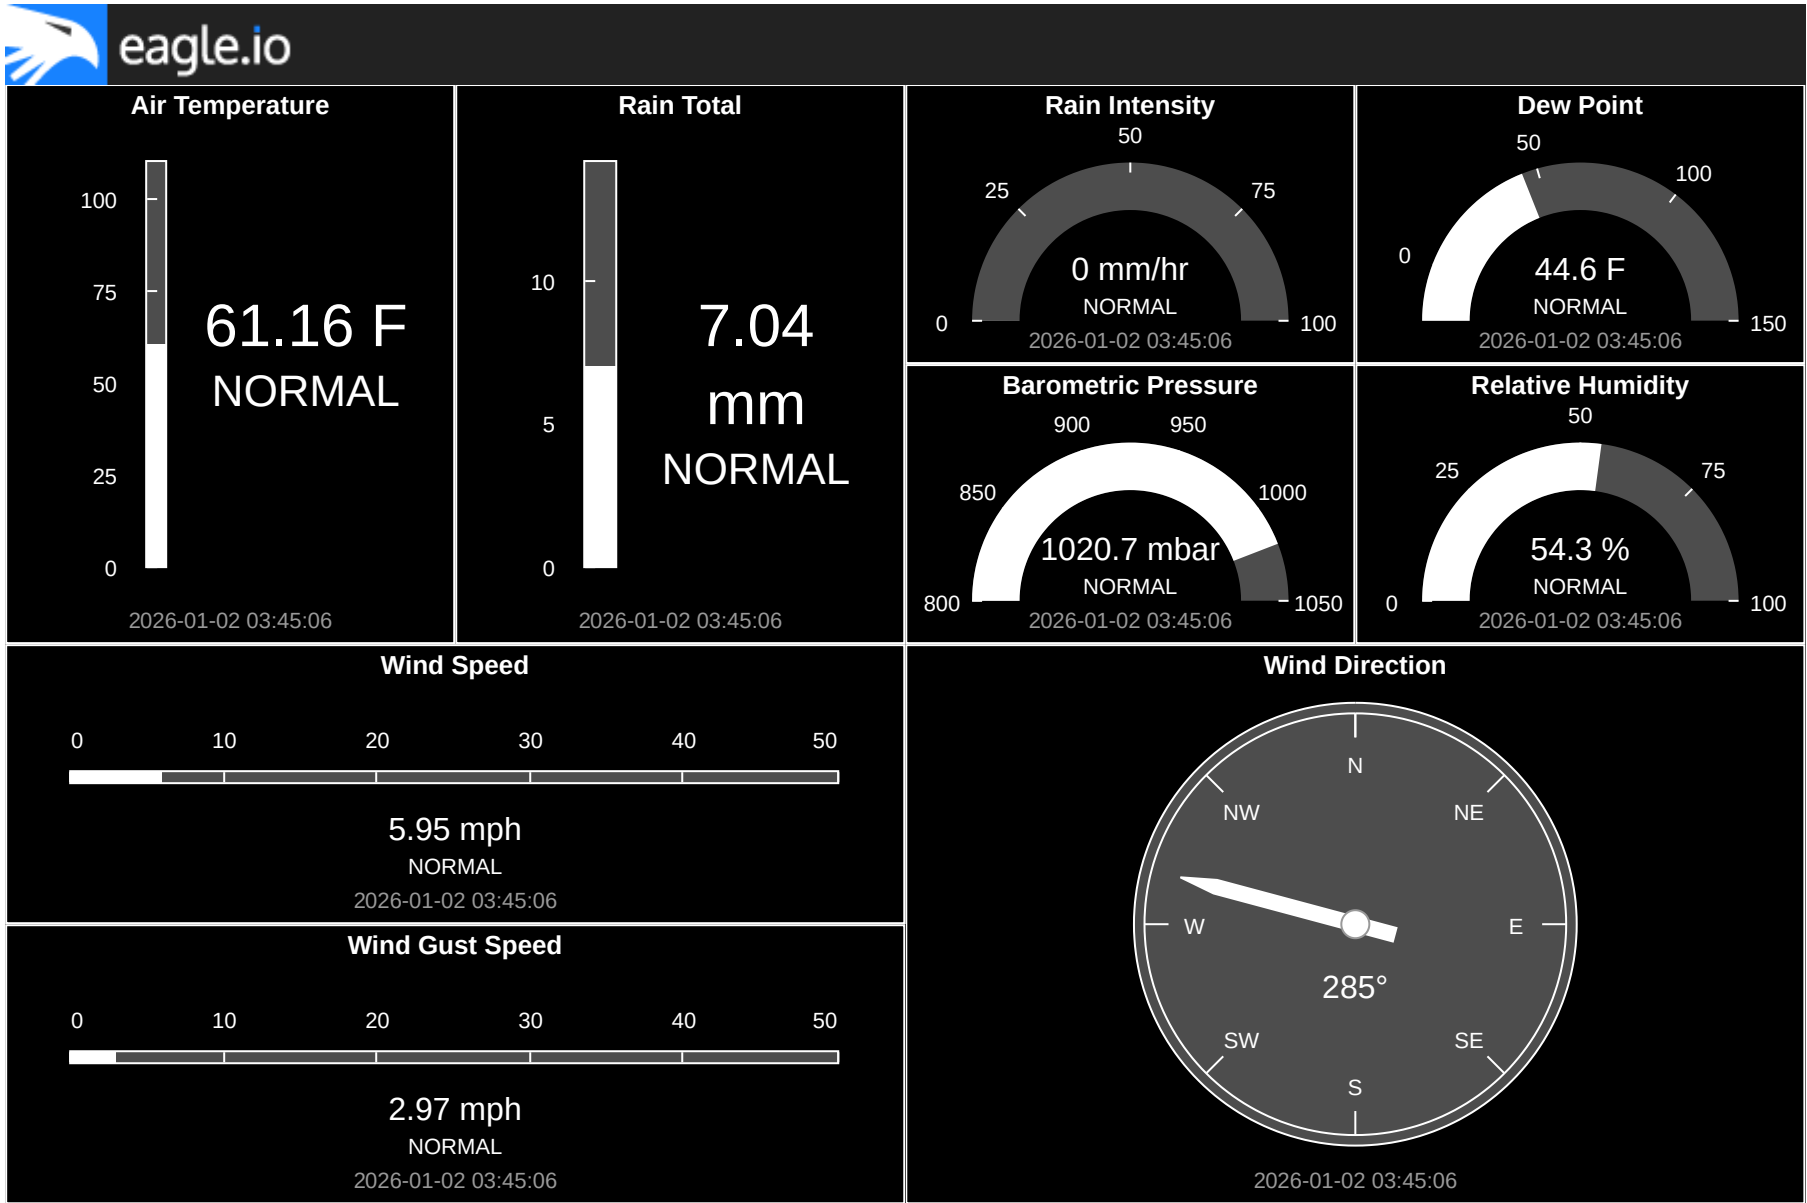 eagle.io
Air Temperature
100
75
50
25
0
61.16 F
NORMAL
2026-01-02 03:45:06
Rain Total
10
5
0
7.04
mm
NORMAL
2026-01-02 03:45:06
Rain Intensity
50
25
75
0
100
0 mm/hr
NORMAL
2026-01-02 03:45:06
Dew Point
50
100
0
150
44.6 F
NORMAL
2026-01-02 03:45:06
Barometric Pressure
900
950
850
1000
800
1050
1020.7 mbar
NORMAL
2026-01-02 03:45:06
Relative Humidity
50
25
75
0
100
54.3 %
NORMAL
2026-01-02 03:45:06
Wind Speed
0 10 20 30 40 50
5.95 mph
NORMAL
2026-01-02 03:45:06
Wind Gust Speed
0 10 20 30 40 50
2.97 mph
NORMAL
2026-01-02 03:45:06
Wind Direction
N
NW NE
W E
285°
SW SE
S
2026-01-02 03:45:06